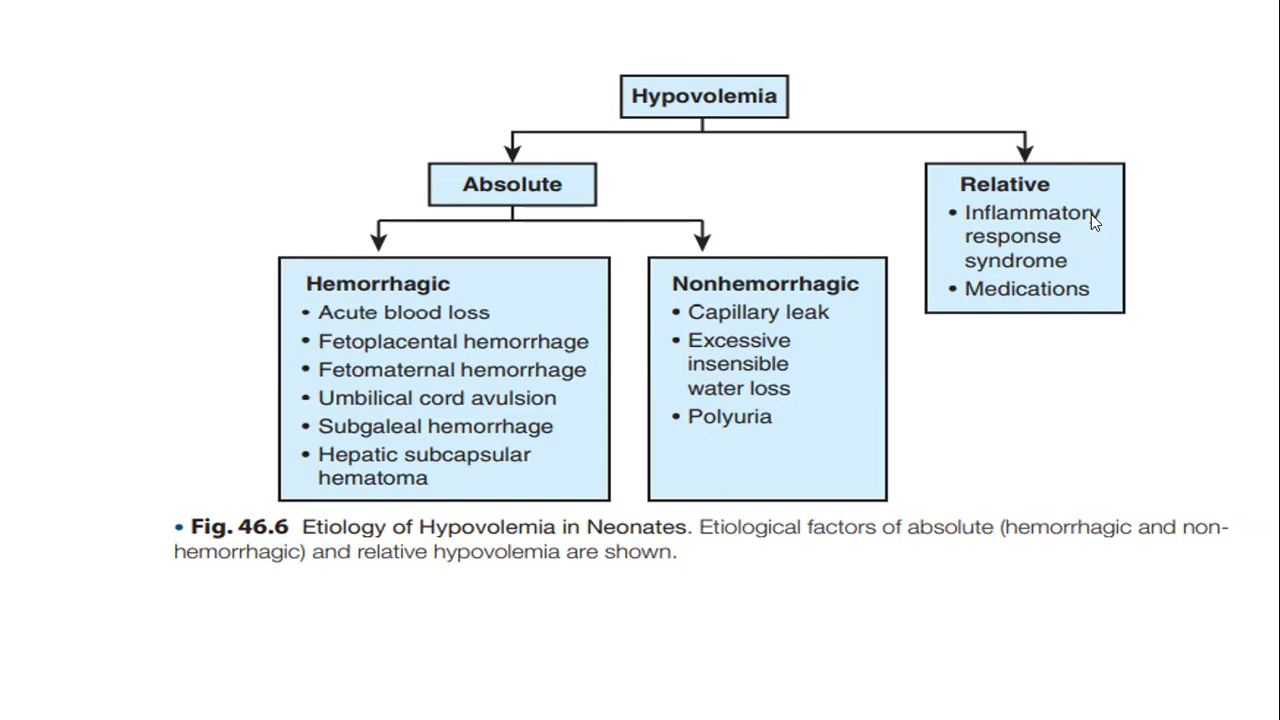 Hypovolemia
Absolute
Relative
• Inflammatory
response
syndrome
• Medications
Hemorrhagic
• Acute blood loss
• Fetoplacental hemorrhage
• Fetomaternal hemorrhage
• Umbilical cord avulsion
• Subgaleal hemorrhage
• Hepatic subcapsular
hematoma
Nonhemorrhagic
• Capillary leak
• Excessive
insensible
water loss
• Polyuria
• Fig. 46.6 Etiology of Hypovolemia in Neonates. Etiological factors of absolute (hemorrhagic and non-
hemorrhagic) and relative hypovolemia are shown.